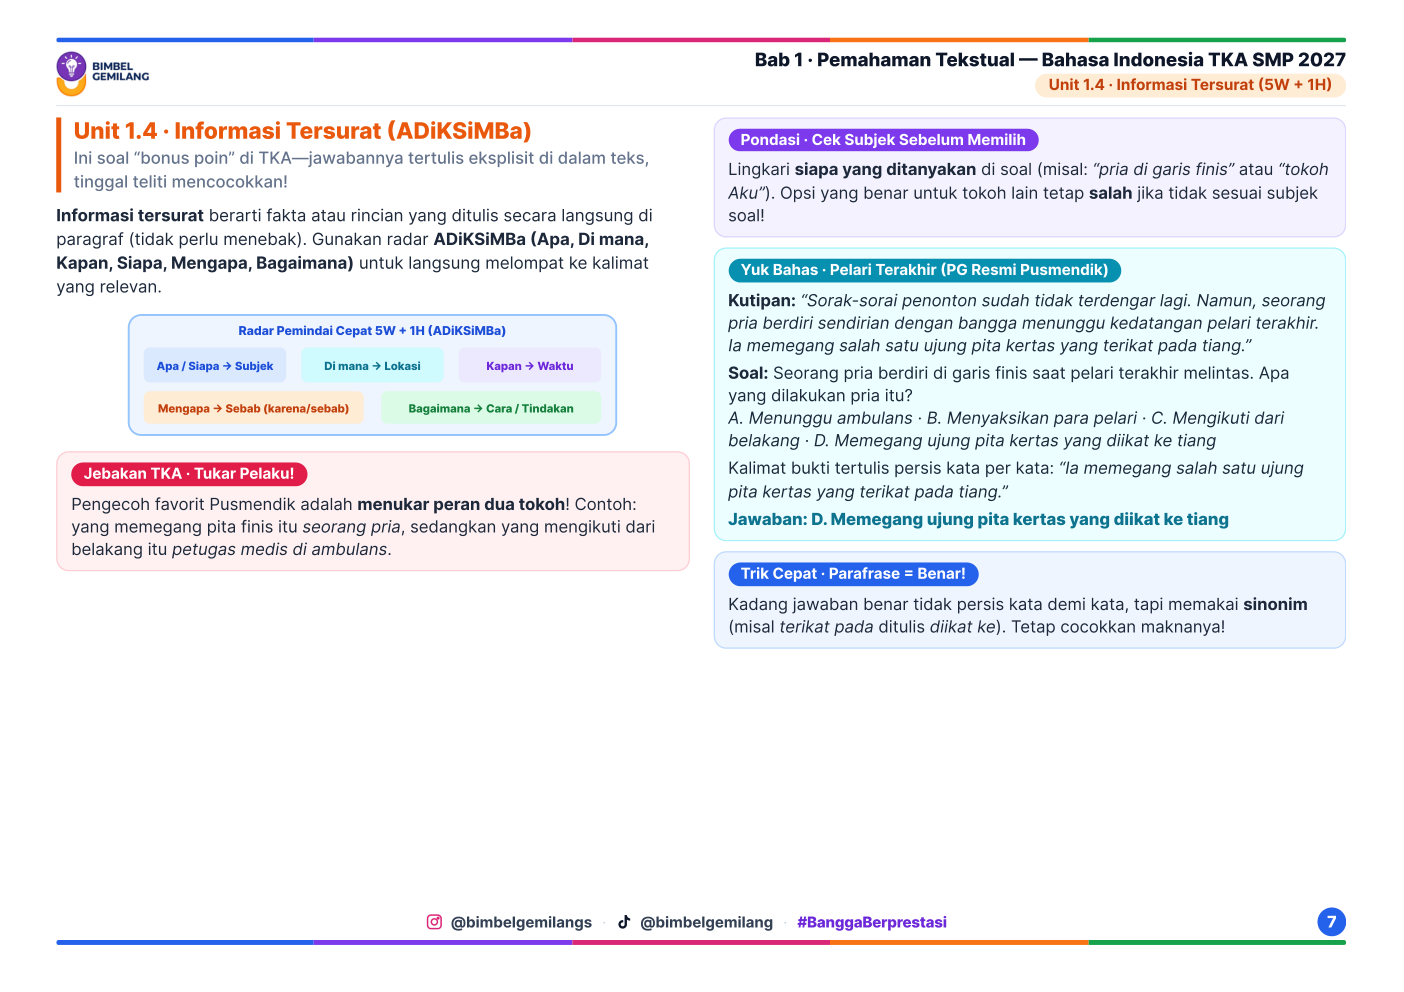 BIMBEL
GEMILANG
Bab 1 · Pemahaman Tekstual — Bahasa Indonesia TKA SMP 2027
Unit 1.4 · Informasi Tersurat (5W + 1H)
Unit 1.4 · Informasi Tersurat (ADiKSiMBa)
Ini soal “bonus poin” di TKA—jawabannya tertulis eksplisit di dalam teks,
tinggal teliti mencocokkan!
Informasi tersurat berarti fakta atau rincian yang ditulis secara langsung di
paragraf (tidak perlu menebak). Gunakan radar ADiKSiMBa (Apa, Di mana,
Kapan, Siapa, Mengapa, Bagaimana) untuk langsung melompat ke kalimat
yang relevan.
Radar Pemindai Cepat 5W + 1H (ADiKSiMBa)
Apa / Siapa → Subjek
Di mana → Lokasi
Kapan → Waktu
Mengapa → Sebab (karena/sebab)
Bagaimana → Cara / Tindakan
Jebakan TKA · Tukar Pelaku!
Pengecoh favorit Pusmendik adalah menukar peran dua tokoh! Contoh:
yang memegang pita finis itu seorang pria, sedangkan yang mengikuti dari
belakang itu petugas medis di ambulans.
Pondasi · Cek Subjek Sebelum Memilih
Lingkari siapa yang ditanyakan di soal (misal: “pria di garis finis” atau “tokoh
Aku”). Opsi yang benar untuk tokoh lain tetap salah jika tidak sesuai subjek
soal!
Yuk Bahas · Pelari Terakhir (PG Resmi Pusmendik)
Kutipan: “Sorak-sorai penonton sudah tidak terdengar lagi. Namun, seorang
pria berdiri sendirian dengan bangga menunggu kedatangan pelari terakhir.
Ia memegang salah satu ujung pita kertas yang terikat pada tiang.”
Soal: Seorang pria berdiri di garis finis saat pelari terakhir melintas. Apa
yang dilakukan pria itu?
A. Menunggu ambulans · B. Menyaksikan para pelari · C. Mengikuti dari
belakang · D. Memegang ujung pita kertas yang diikat ke tiang
Kalimat bukti tertulis persis kata per kata: “Ia memegang salah satu ujung
pita kertas yang terikat pada tiang.”
Jawaban: D. Memegang ujung pita kertas yang diikat ke tiang
Trik Cepat · Parafrase = Benar!
Kadang jawaban benar tidak persis kata demi kata, tapi memakai sinonim
(misal terikat pada ditulis diikat ke). Tetap cocokkan maknanya!
@bimbelgemilangs · @bimbelgemilang · #BanggaBerprestasi
7